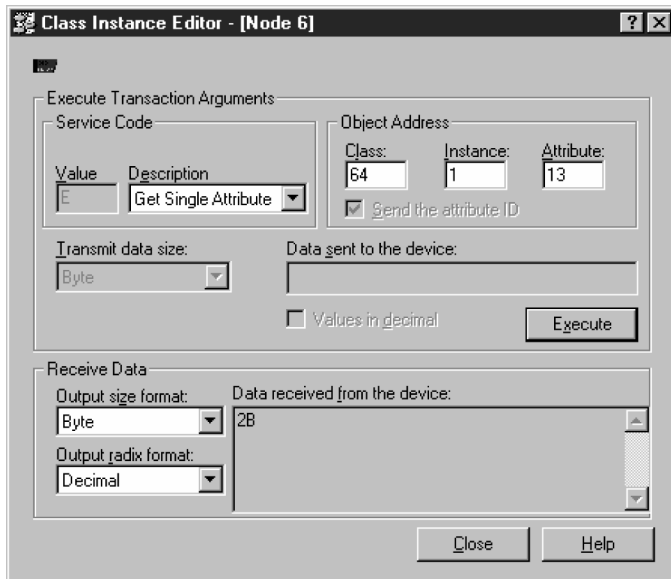 Class Instance Editor - [Node 6]
Execute Transaction Arguments
Service Code
Object Address
Value
Description
Class:
Instance:
Attribute:
E
Get Single Attribute
64
1
13
Send the attribute ID
Transmit data size:
Data sent to the device:
Byte
Values in decimal
Execute
Receive Data
Output size format:
Data received from the device:
Byte
2B
Output radix format:
Decimal
Close
Help